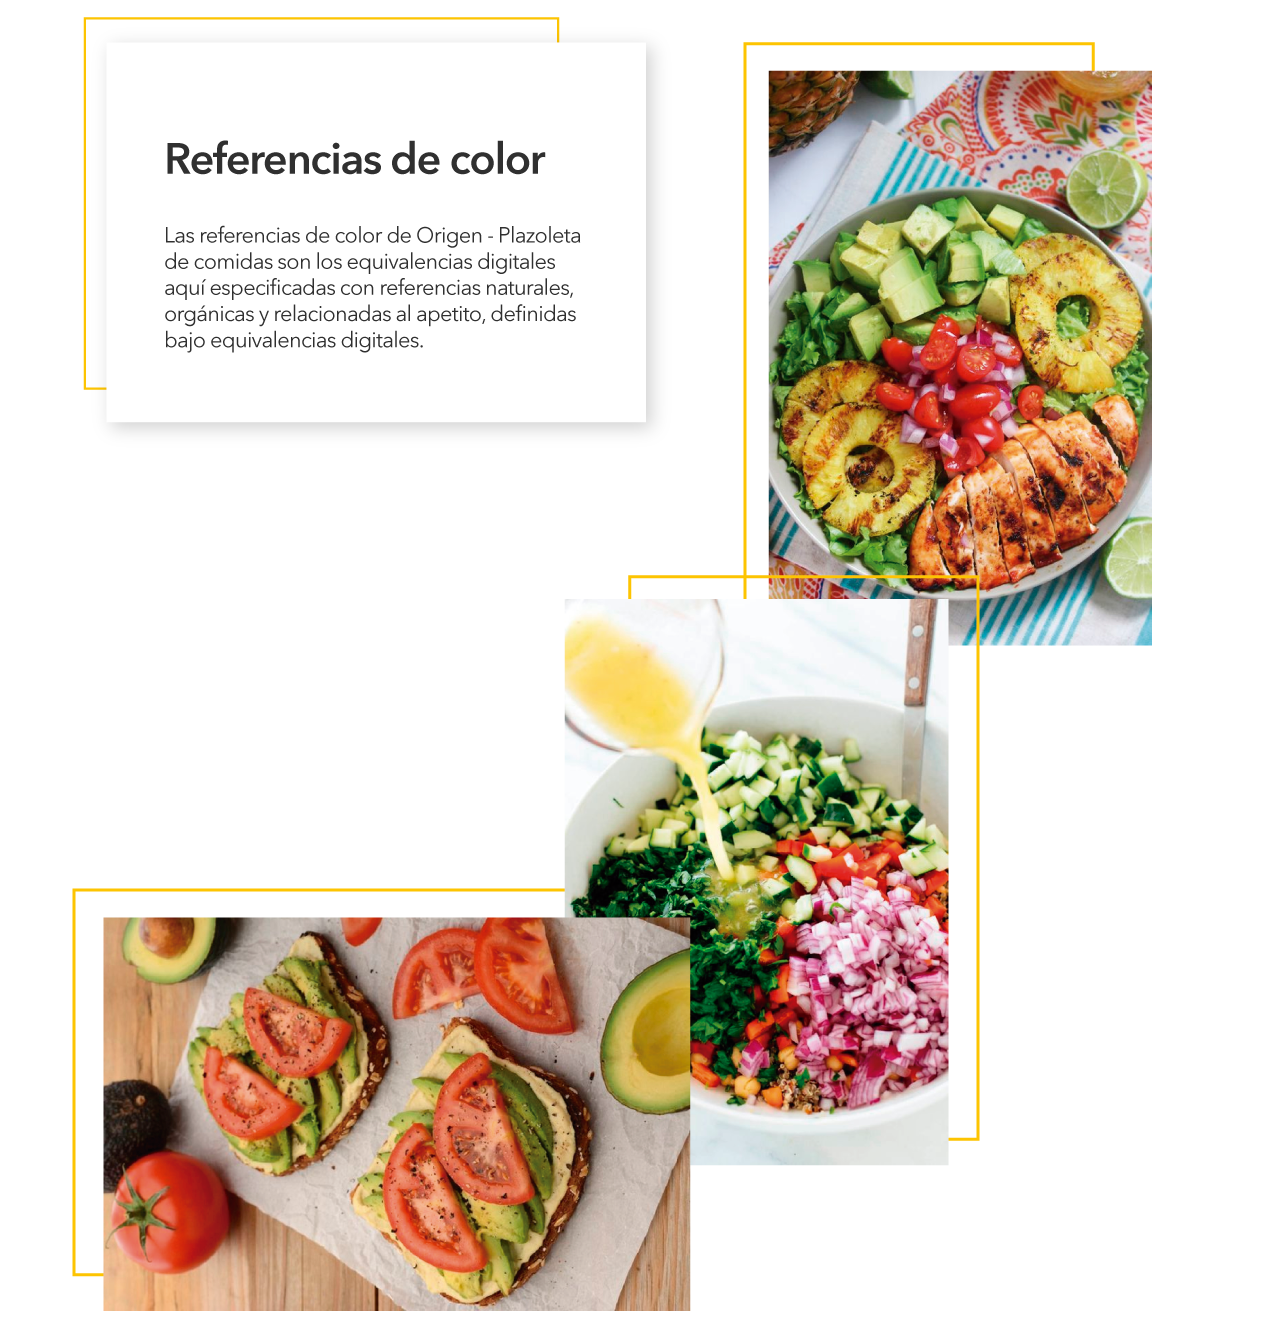 Referencias de color
Las referencias de color de Origen - Plazoleta
de comidas son los equivalencias digitales
aquí especificadas con referencias naturales,
orgánicas y relacionadas al apetito, definidas
bajo equivalencias digitales.